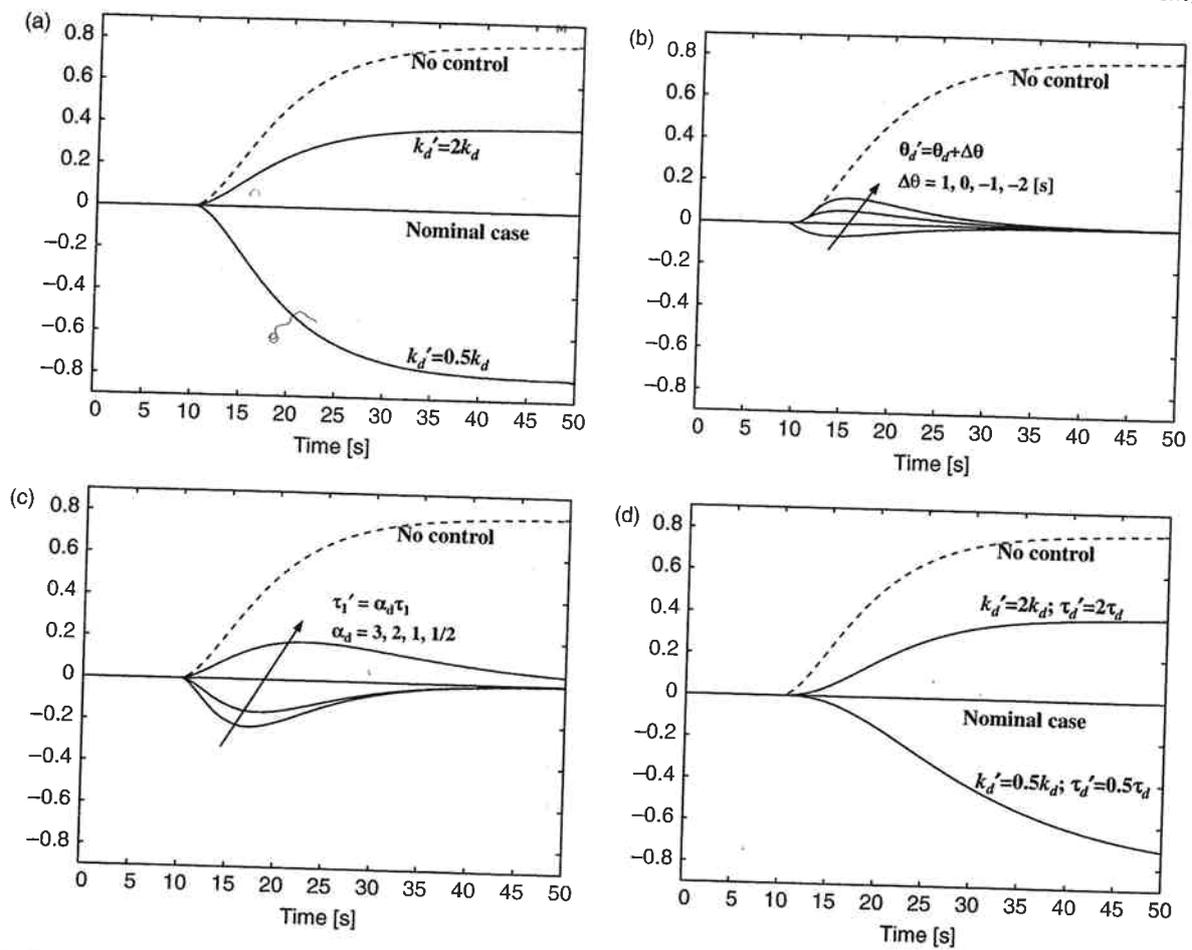 (a)
0.8
0.6
0.4
0.2
0
−0.2
−0.4
−0.6
−0.8
No control
k_d′=2k_d
Nominal case
k_d′=0.5k_d
0 5 10 15 20 25 30 35 40 45 50
Time [s]
(b)
0.8
0.6
0.4
0.2
0
−0.2
−0.4
−0.6
−0.8
No control
θ_d′=θ_d+Δθ
Δθ = 1, 0, −1, −2 [s]
0 5 10 15 20 25 30 35 40 45 50
Time [s]
(c)
0.8
0.6
0.4
0.2
0
−0.2
−0.4
−0.6
−0.8
No control
τ_1′ = α_dτ_1
α_d = 3, 2, 1, 1/2
0 5 10 15 20 25 30 35 40 45 50
Time [s]
(d)
0.8
0.6
0.4
0.2
0
−0.2
−0.4
−0.6
−0.8
No control
k_d′=2k_d; τ_d′=2τ_d
Nominal case
k_d′=0.5k_d; τ_d′=0.5τ_d
0 5 10 15 20 25 30 35 40 45 50
Time [s]